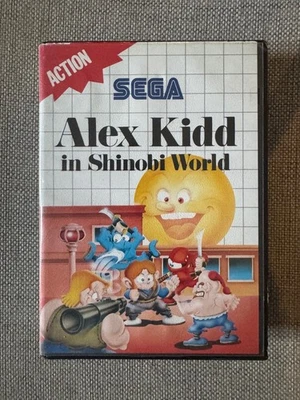 ACTION
SEGA
Alex Kidd
in Shinobi World